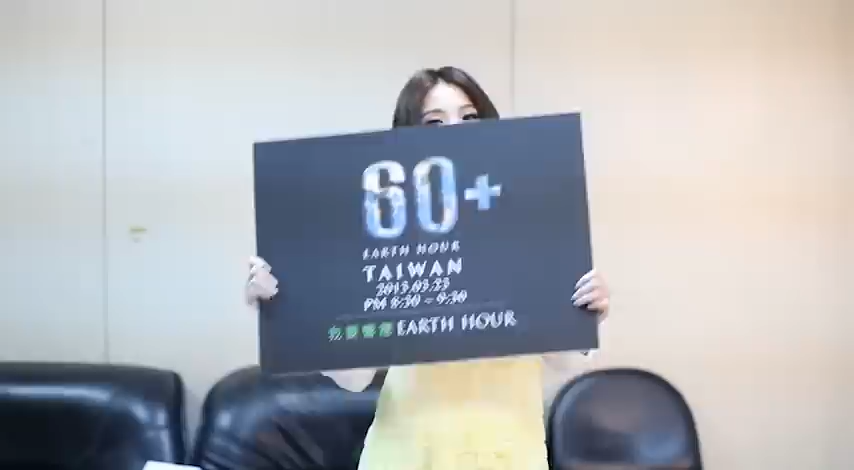 60+
EARTH HOUR
TAIWAN
2013.03.23
PM 8:30 - 9:30
EARTH HOUR